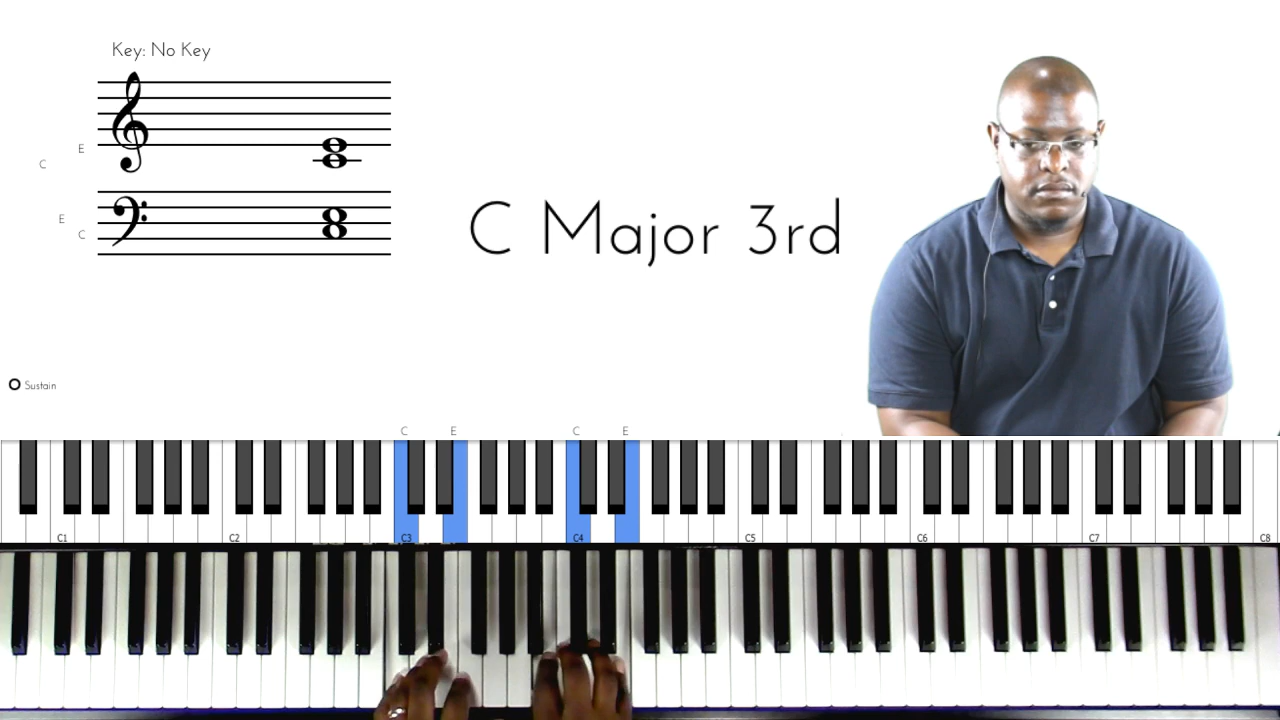 Key: No Key
E
C
E
C
C Major 3rd
Sustain
C E C E
C1 C2 C3 C4 C5 C6 C7 C8